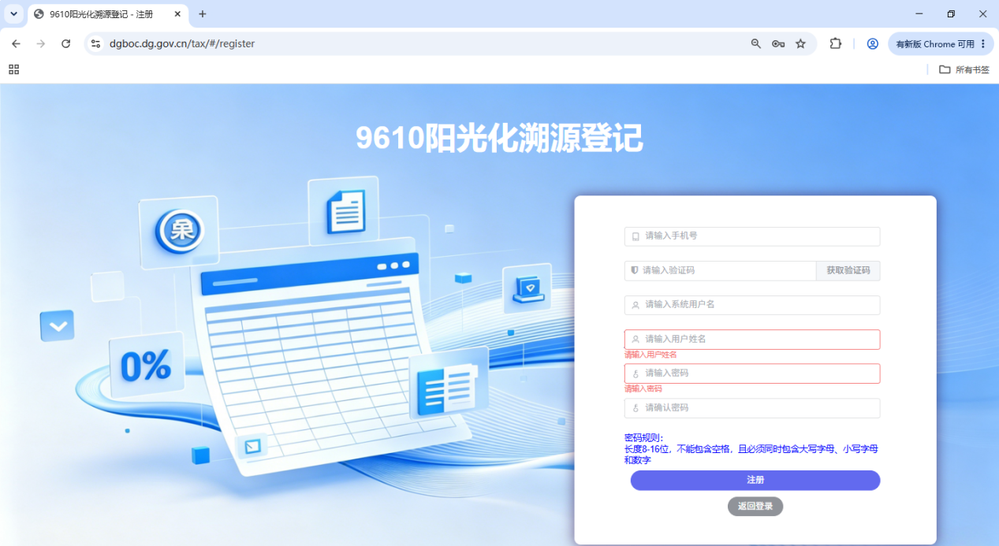 9610阳光化溯源登记 - 注册
dgboc.dg.gov.cn/tax/#/register
有新版 Chrome 可用
所有书签
9610阳光化溯源登记
请输入手机号
请输入验证码
获取验证码
请输入系统用户名
0%
请输入用户姓名
请输入用户姓名
请输入密码
请输入密码
请确认密码
密码规则：
长度8-16位，不能包含空格，且必须同时包含大写字母、小写字母
和数字
注册
返回登录